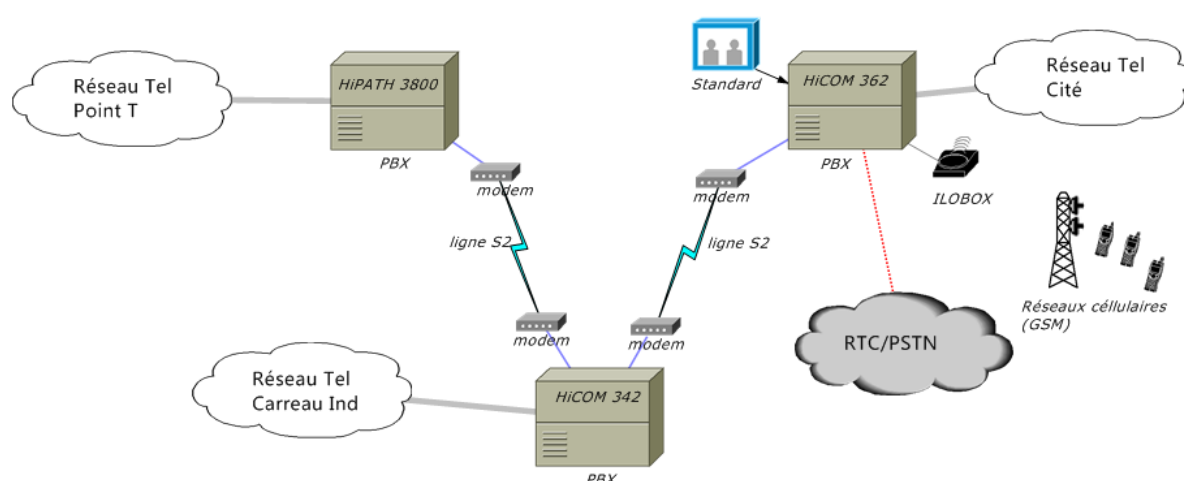 Réseau Tel
Point T
HiPATH 3800
PBX
modem
ligne S2
modem
Standard
HiCOM 362
PBX
Réseau Tel
Cité
ILOBOX
modem
ligne S2
modem
Réseaux céllulaires
(GSM)
RTC/PSTN
Réseau Tel
Carreau Ind
HiCOM 342
PBX